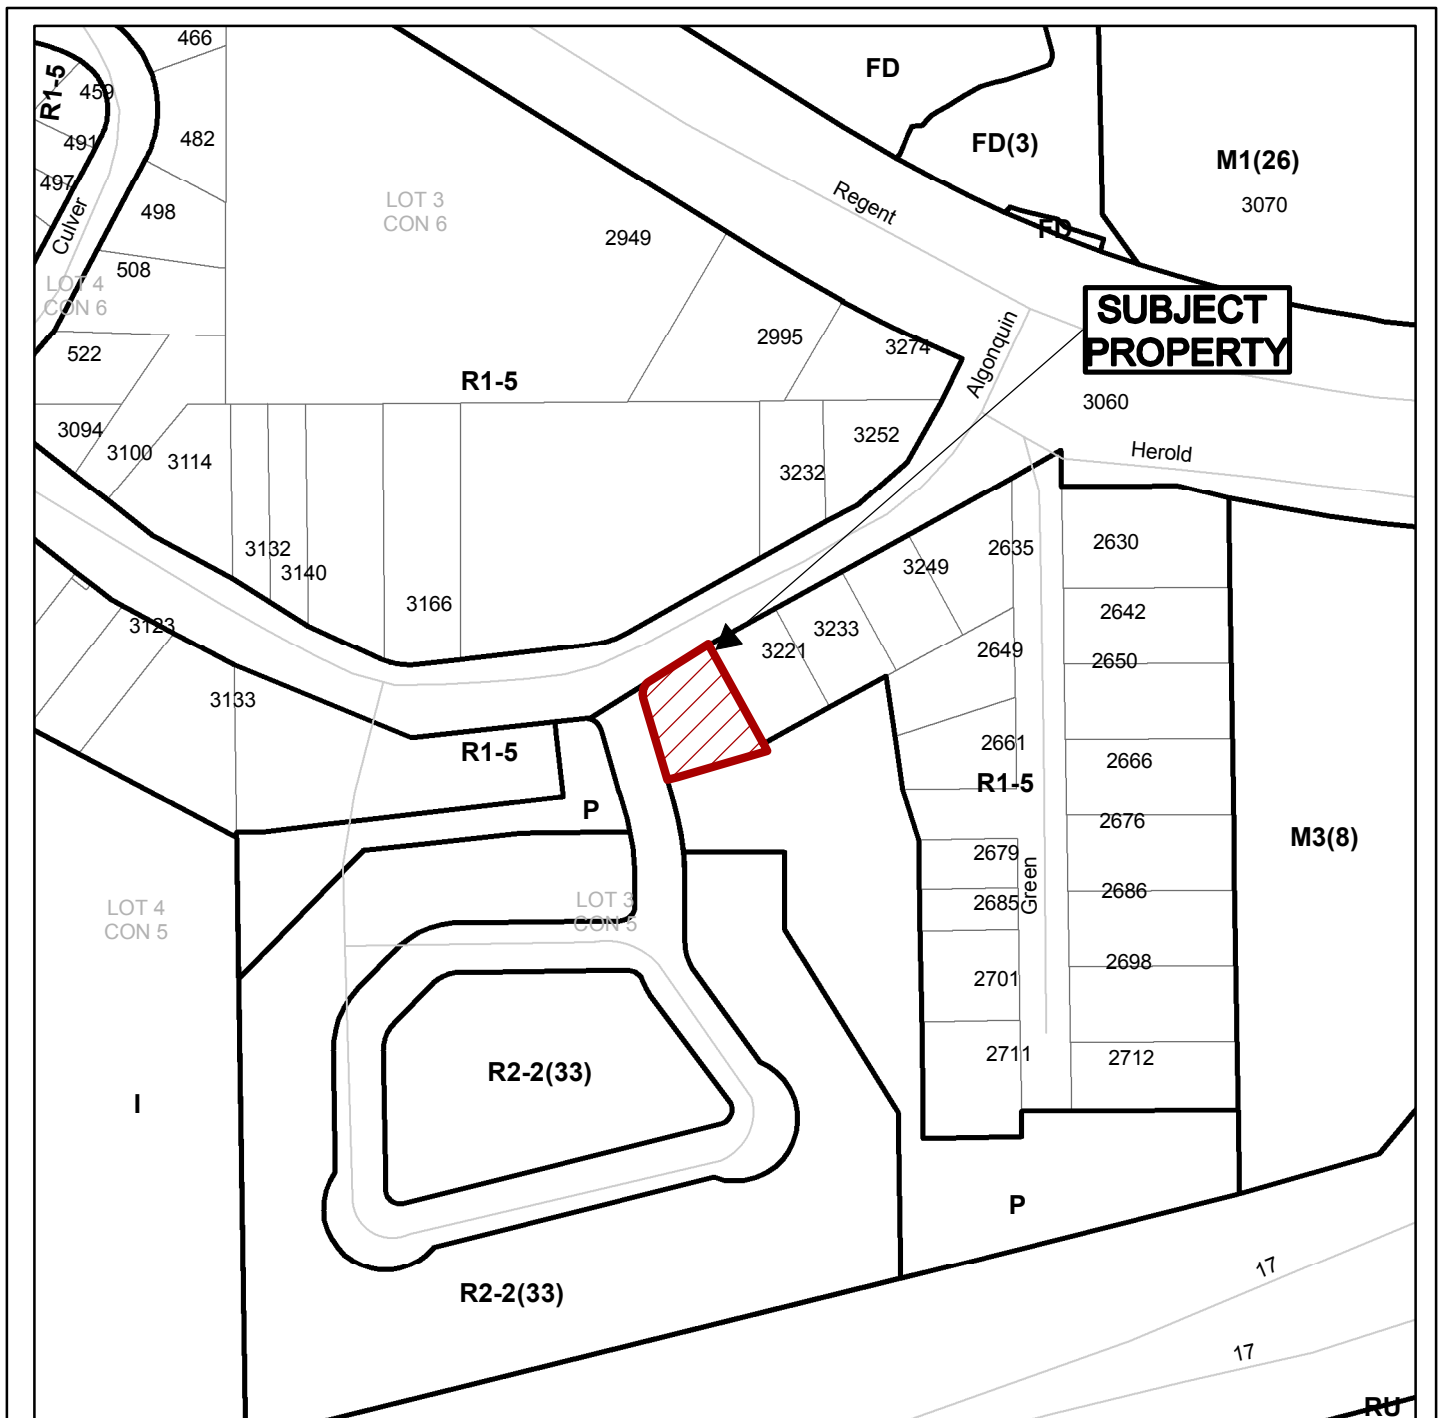 466
FD
R1-5
459
482
491
FD(3)
M1(26)
3070
497
Regent
498
LOT 3
CON 6
Culver
2949
FD
508
LOT 4
CON 6
SUBJECT
PROPERTY
Algonquin
2995
3274
522
R1-5
3060
3094
3100
3114
3252
3232
Herold
3132
3140
3166
2635
2630
3249
2642
3123
3233
3221
2649
2650
3133
R1-5
2661
2666
R1-5
P
2676
M3(8)
2679
Green
2686
2685
LOT 3
CON 5
LOT 4
CON 5
2698
2701
2711
2712
R2-2(33)
I
P
17
R2-2(33)
17
RU